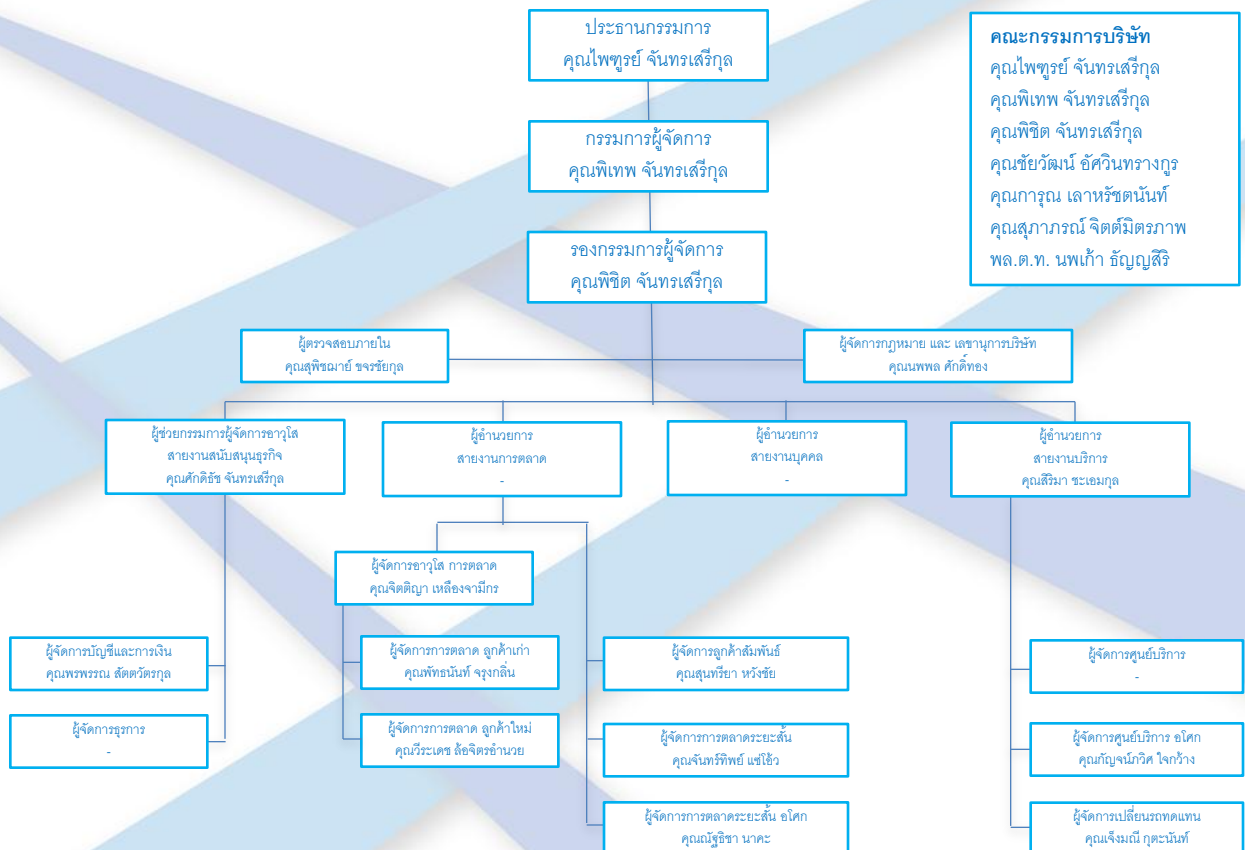 ประธานกรรมการ
คุณไพฑูรย์ จันทรเสรีกุล
คณะกรรมการบริษัท
คุณไพฑูรย์ จันทรเสรีกุล
คุณพิเทพ จันทรเสรีกุล
คุณพิชิต จันทรเสรีกุล
คุณชัยวัฒน์ อัศวินทรางกูร
คุณการุณ เลาหรัชตนันท์
คุณสุภาภรณ์ จิตต์มิตรภาพ
พล.ต.ท. นพเก้า ธัญญสิริ
กรรมการผู้จัดการ
คุณพิเทพ จันทรเสรีกุล
รองกรรมการผู้จัดการ
คุณพิชิต จันทรเสรีกุล
ผู้ตรวจสอบภายใน
คุณสุพิชฌาย์ ขจรชัยกุล
ผู้จัดการกฎหมาย และ เลขานุการบริษัท
คุณนพพล ศักดิ์ทอง
ผู้ช่วยกรรมการผู้จัดการอาวุโส
สายงานสนับสนุนธุรกิจ
คุณศักดิธัช จันทรเสรีกุล
ผู้อำนวยการ
สายงานการตลาด
-
ผู้อำนวยการ
สายงานบุคคล
-
ผู้อำนวยการ
สายงานบริการ
คุณสิริมา ชะเอมกุล
ผู้จัดการอาวุโส การตลาด
คุณจิตติญา เหลืองจามีกร
ผู้จัดการบัญชีและการเงิน
คุณพรพรรณ สัตตวัตรกุล
ผู้จัดการการตลาด ลูกค้าเก่า
คุณพัทธนันท์ จรุงกลิ่น
ผู้จัดการลูกค้าสัมพันธ์
คุณสุนทรียา หวังชัย
ผู้จัดการศูนย์บริการ
-
ผู้จัดการธุรการ
-
ผู้จัดการการตลาด ลูกค้าใหม่
คุณวีระเดช ล้อจิตรอำนวย
ผู้จัดการการตลาดระยะสั้น
คุณจันทร์ทิพย์ แซ่โอ้ว
ผู้จัดการศูนย์บริการ อโศก
คุณกัญจน์ภวิศ ใจกว้าง
ผู้จัดการการตลาดระยะสั้น อโศก
คุณณัฐธิชา นาคะ
ผู้จัดการเปลี่ยนรถทดแทน
คุณเจ็งมณี กุตะนันท์